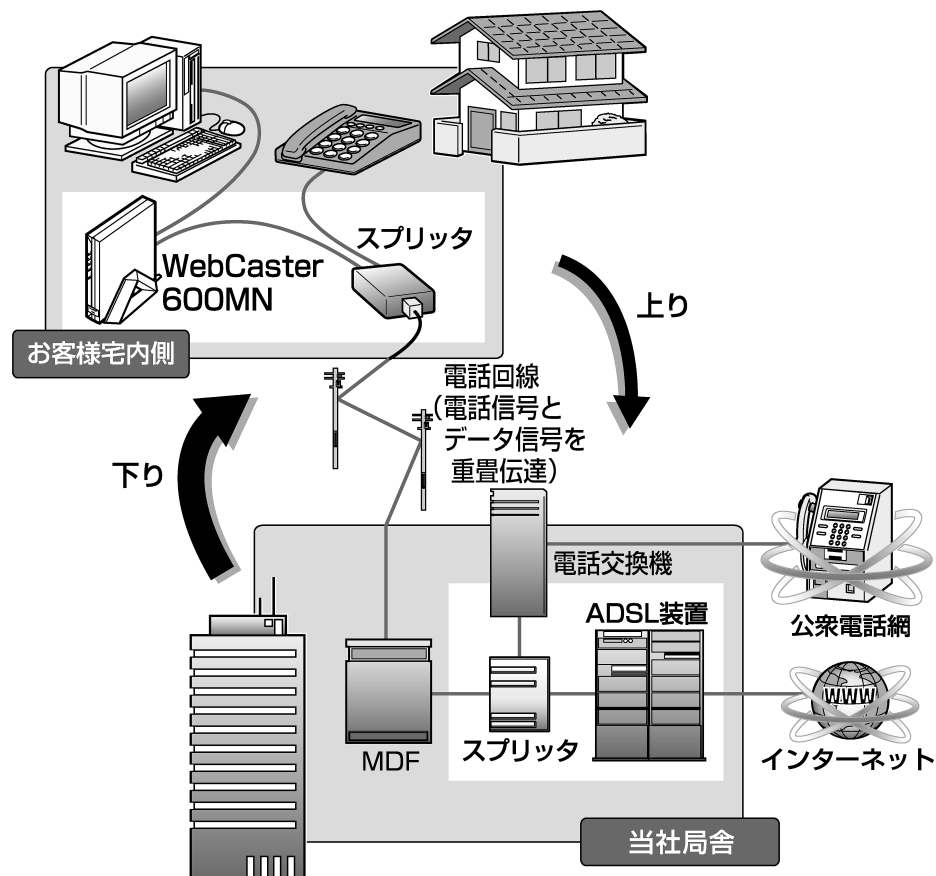 スプリッタ
WebCaster
600MN
お客様宅内側
上り
電話回線
（電話信号と
データ信号を
重畳伝達）
下り
電話交換機
ADSL装置
公衆電話網
WWW
MDF
スプリッタ
インターネット
当社局舎